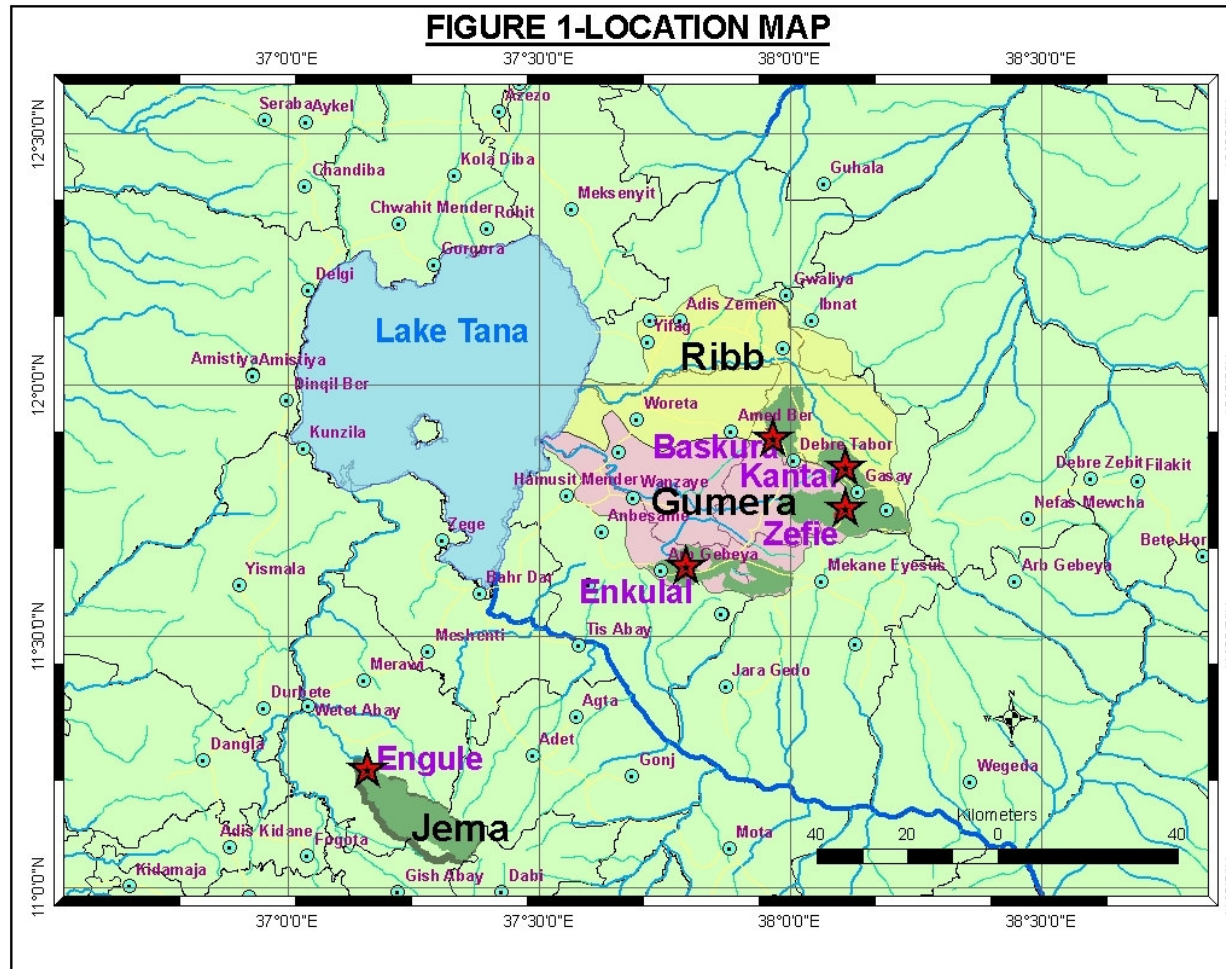 FIGURE 1-LOCATION MAP
37°0'0"E 37°30'0"E 38°0'0"E 38°30'0"E
12°30'0"N
12°0'0"N
11°30'0"N
11°0'0"N
Azezo
Seraba Aykel
Kola Diba
Chandiba
Guhala
Meksenyit
Chwahit Mender
Robit
Gorgora
Delgi
Gwaliya
Adis Zemen
Ibnat
Lake Tana
Yifag
Ribb
Amistiya Amistiya
Dinqil Ber
Woreta
Amed Ber
Kunzila
Baskura
Debre Tabor
Kantai
Gasay
Debre Zebit
Filakit
Hamusit Mender
Wanzaye
Gumera
Nefas Mewcha
Anbesame
Zefie
Zege
Bete Hor
Arb Gebeya
Mekane Eyesus
Arb Gebeya
Yismala
Bahr Dar
Enkulal
Tis Abay
Meshenti
Merawi
Jara Gedo
Durbete
Wetet Abay
Agta
N
W E
S
Dangla
Engule
Adet
Gonj
Wegeda
Jema
Kilometers
40 20 0 40
Adis Kidane
Fogota
Mota
Kidamaja
Gish Abay
Dabi
37°0'0"E 37°30'0"E 38°0'0"E 38°30'0"E